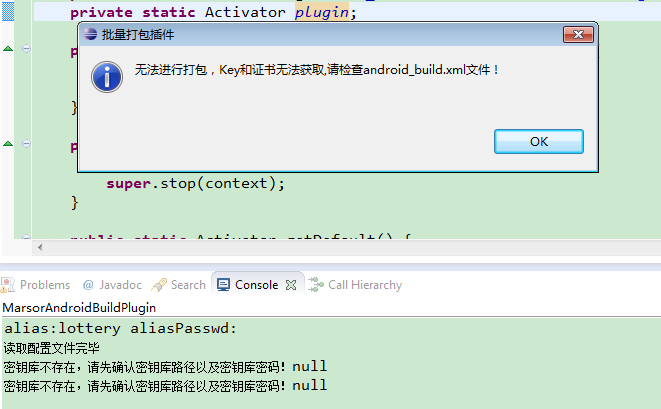 private static Activator plugin;
批量打包插件
无法进行打包，Key和证书无法获取,请检查android_build.xml文件！
OK
}
super.stop(context);
}
Problems @ Javadoc Search Console Call Hierarchy
MarsorAndroidBuildPlugin
alias:lottery aliasPasswd:
读取配置文件完毕
密钥库不存在，请先确认密钥库路径以及密钥库密码！null
密钥库不存在，请先确认密钥库路径以及密钥库密码！null